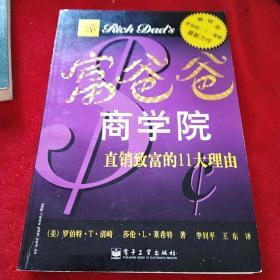 Rich Dad's
富爸爸
商学院
直销致富的11大理由
(美) 罗伯特·T·清崎 莎伦·L·莱希特 著 李钊平 王东 译
電子工業出版社